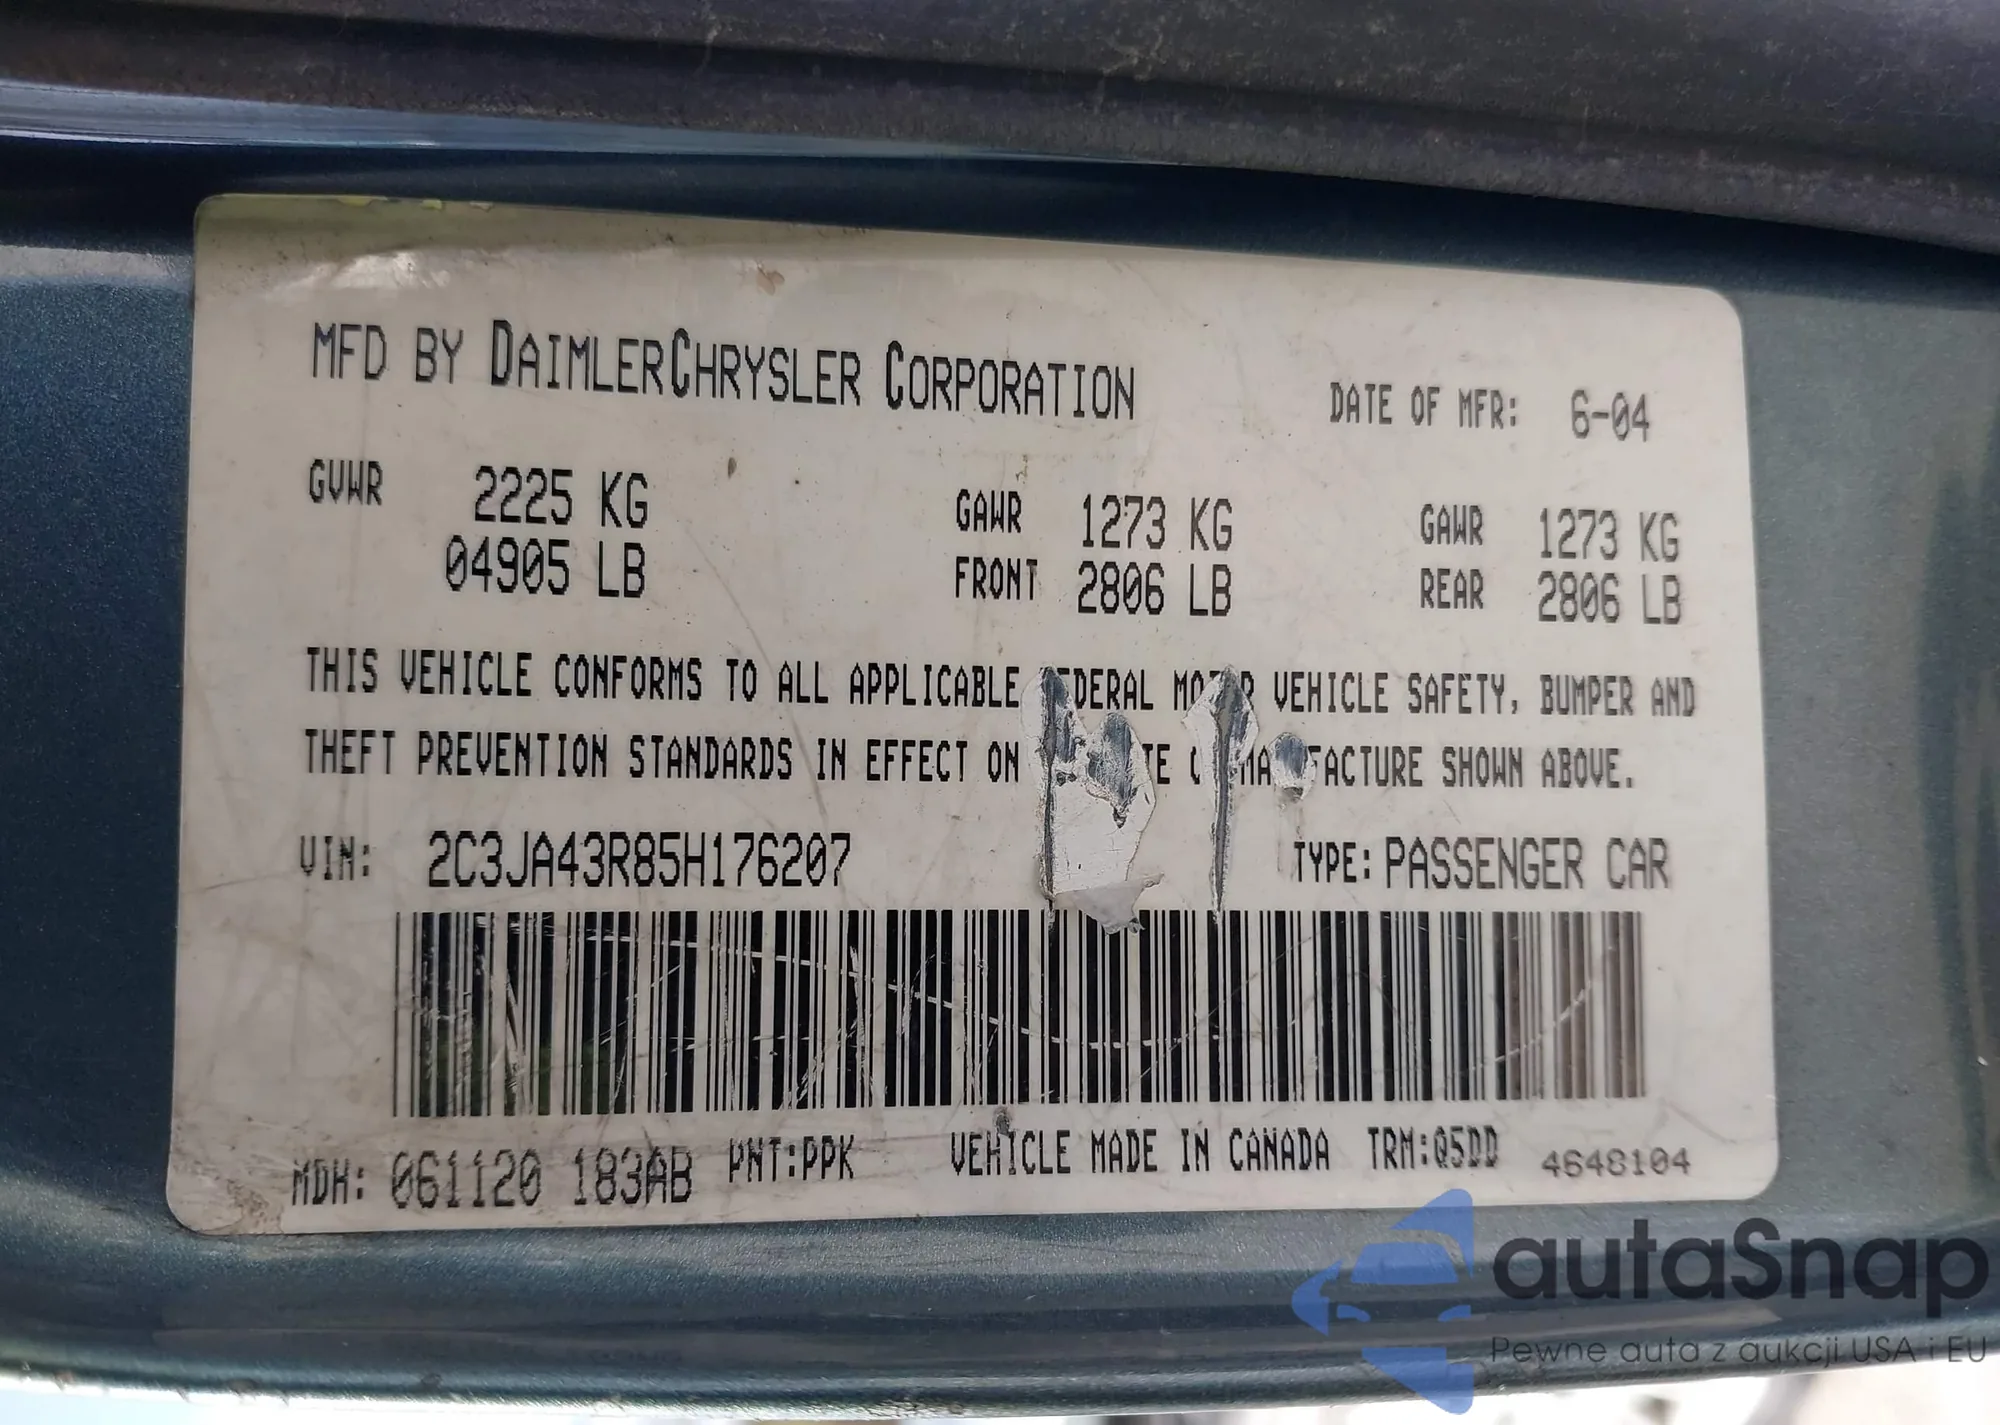 MFD BY DAIMLERCHRYSLER CORPORATION DATE OF MFR: 6-04
GVWR 2225 KG GAWR 1273 KG GAWR 1273 KG
04905 LB FRONT 2806 LB REAR 2806 LB
THIS VEHICLE CONFORMS TO ALL APPLICABLE FEDERAL MOTOR VEHICLE SAFETY, BUMPER AND
THEFT PREVENTION STANDARDS IN EFFECT ON SHOWN ABOVE.
VIN: 2C3JA43R85H176207 TYPE: PASSENGER CAR
MDH: 061120 183AB PNT:PPK VEHICLE MADE IN CANADA TRM:Q5DD 4648104
autaSnap
Pewne auta z aukcji USA i EU